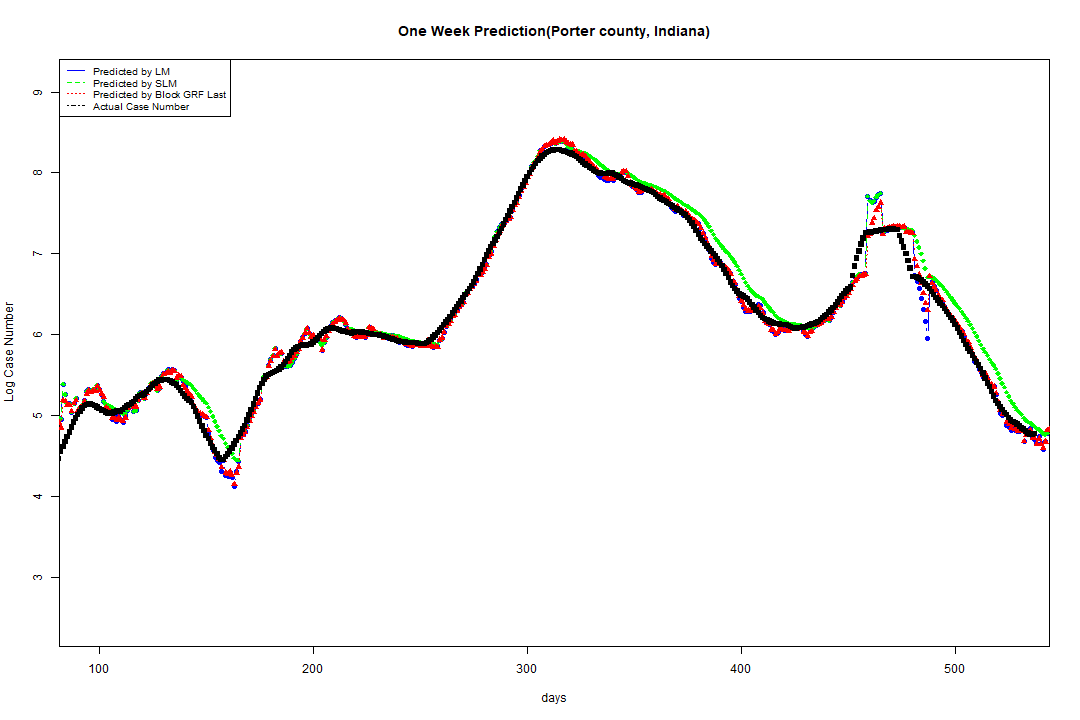 One Week Prediction(Porter county, Indiana)
Predicted by LM
Predicted by SLM
Predicted by Block GRF Last
Actual Case Number
9
8
7
6
5
4
3
Log Case Number
100 200 300 400 500
days